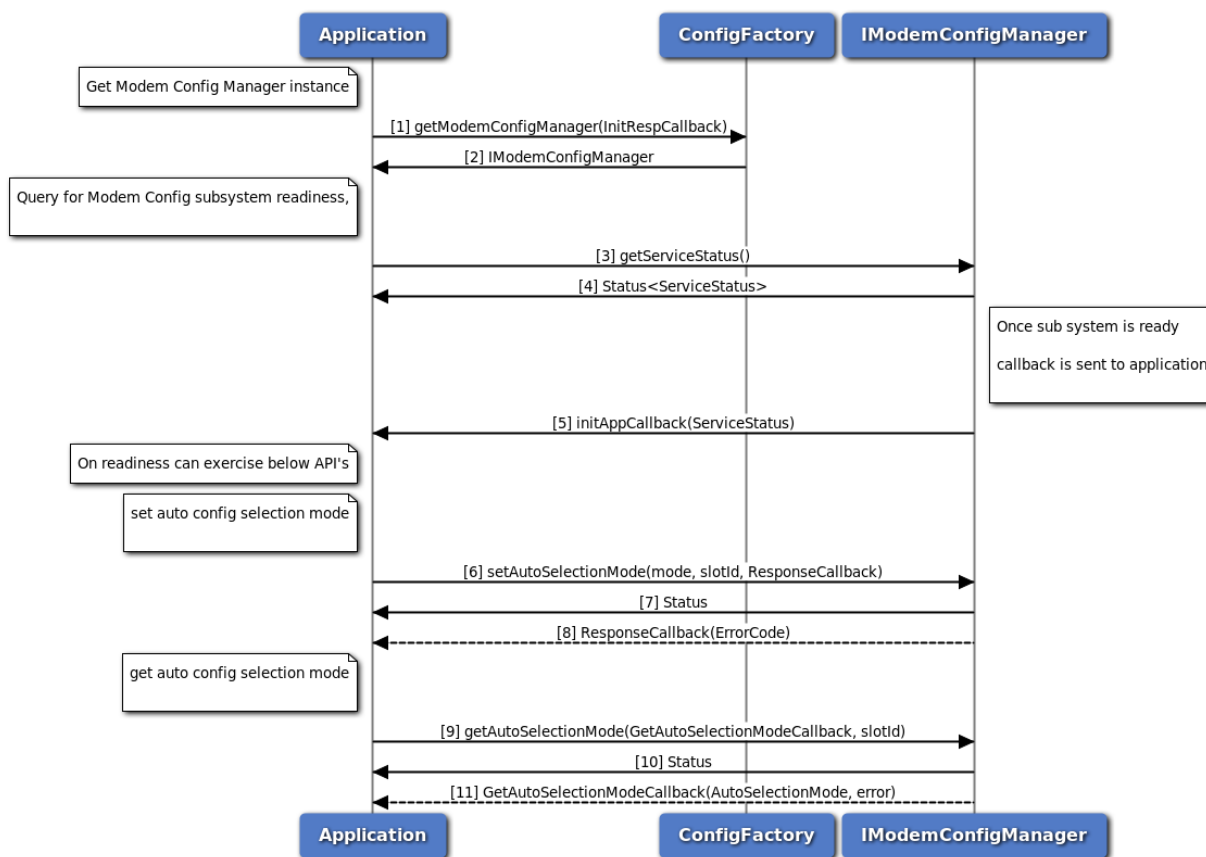 Application ConfigFactory IModemConfigManager
Get Modem Config Manager instance
[1] getModemConfigManager(InitRespCallback)
[2] IModemConfigManager
Query for Modem Config subsystem readiness,
[3] getServiceStatus()
[4] Status<ServiceStatus>
Once sub system is ready
callback is sent to application
[5] initAppCallback(ServiceStatus)
On readiness can exercise below API's
set auto config selection mode
[6] setAutoSelectionMode(mode, slotId, ResponseCallback)
[7] Status
[8] ResponseCallback(ErrorCode)
get auto config selection mode
[9] getAutoSelectionMode(GetAutoSelectionModeCallback, slotId)
[10] Status
[11] GetAutoSelectionModeCallback(AutoSelectionMode, error)
Application ConfigFactory IModemConfigManager